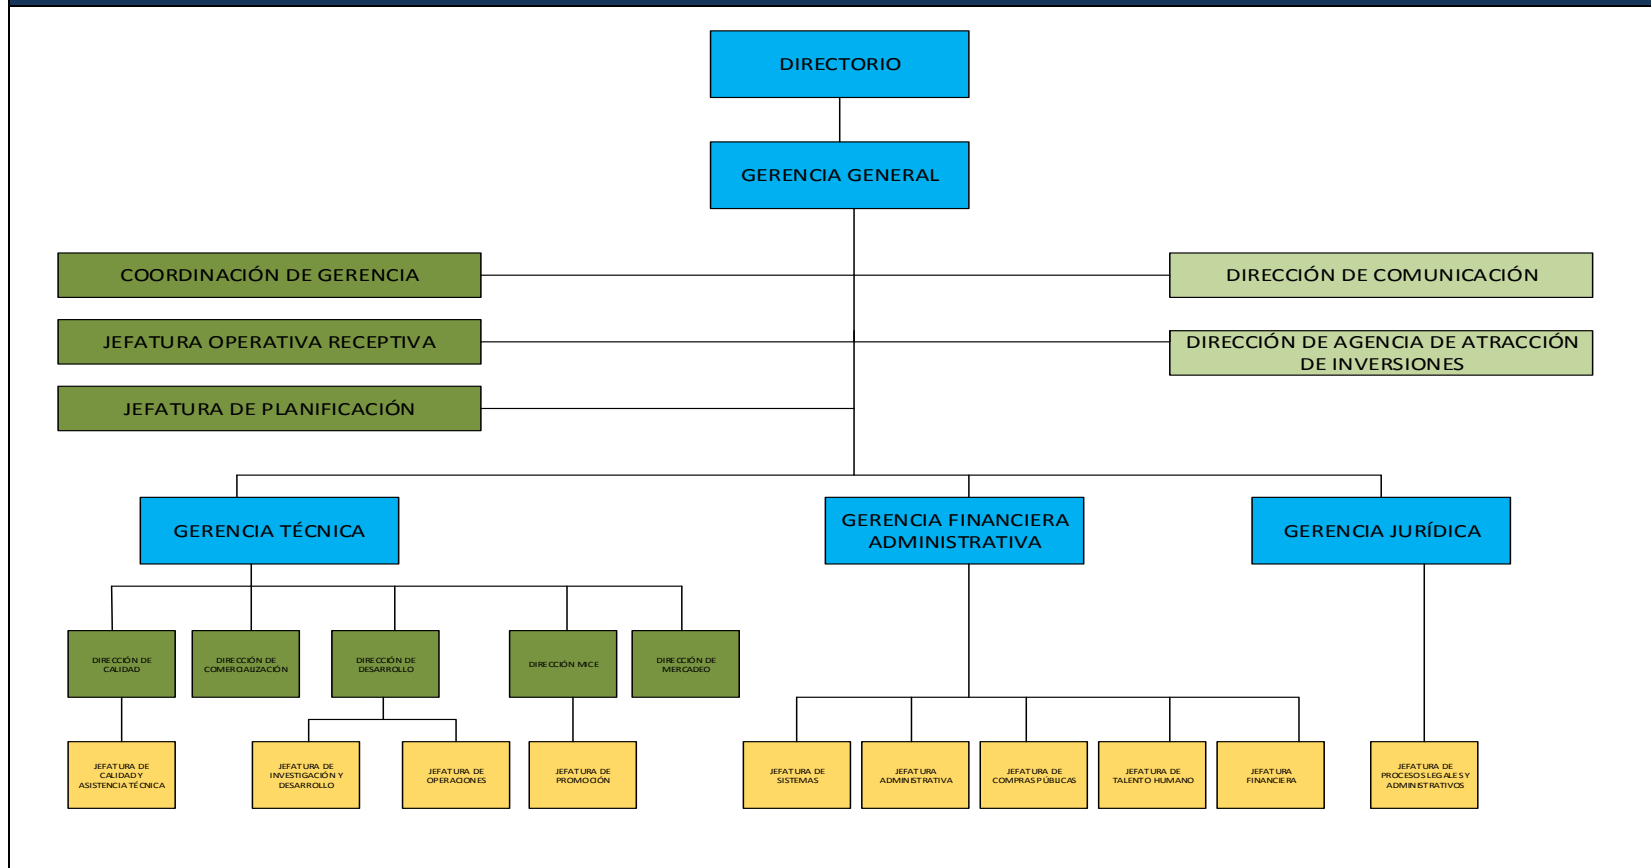 DIRECTORIO
GERENCIA GENERAL
COORDINACIÓN DE GERENCIA
DIRECCIÓN DE COMUNICACIÓN
JEFATURA OPERATIVA RECEPTIVA
DIRECCIÓN DE AGENCIA DE ATRACCIÓN
DE INVERSIONES
JEFATURA DE PLANIFICACIÓN
GERENCIA TÉCNICA
GERENCIA FINANCIERA
ADMINISTRATIVA
GERENCIA JURÍDICA
DIRECCIÓN DE
CALIDAD
DIRECCIÓN DE
COMERCIALIZACIÓN
DIRECCIÓN DE
DESARROLLO
DIRECCIÓN MICE
DIRECCIÓN DE
MERCADEO
JEFATURA DE
CALIDAD Y
ASISTENCIA TÉCNICA
JEFATURA DE
INVESTIGACIÓN Y
DESARROLLO
JEFATURA DE
OPERACIONES
JEFATURA DE
PROMOCIÓN
JEFATURA DE
SISTEMAS
JEFATURA
ADMINISTRATIVA
JEFATURA DE
COMPRAS PÚBLICAS
JEFATURA DE
TALENTO HUMANO
JEFATURA
FINANCIERA
JEFATURA DE
PROCESOS LEGALES Y
ADMINISTRATIVOS